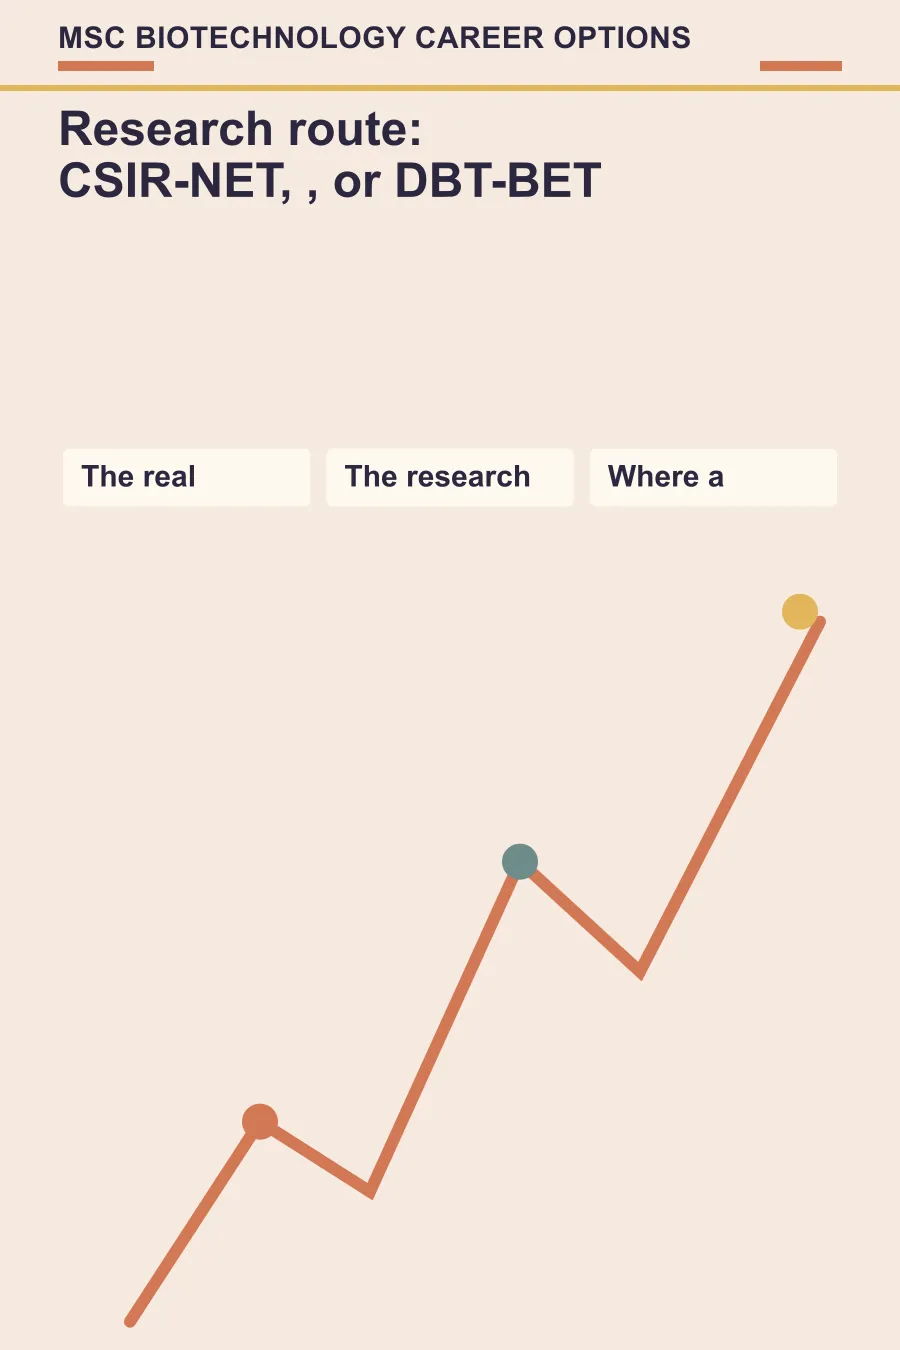 MSC BIOTECHNOLOGY CAREER OPTIONS
Research route:
CSIR-NET, , or DBT-BET
The real
The research
Where a